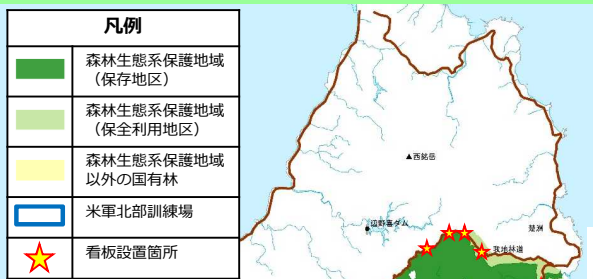 凡例
森林生態系保護地域
（保存地区）
森林生態系保護地域
（保全利用地区）
森林生態系保護地域
以外の国有林
米軍北部訓練場
看板設置箇所
▲西銘岳
辺野喜ダム
楚洲
我地林道